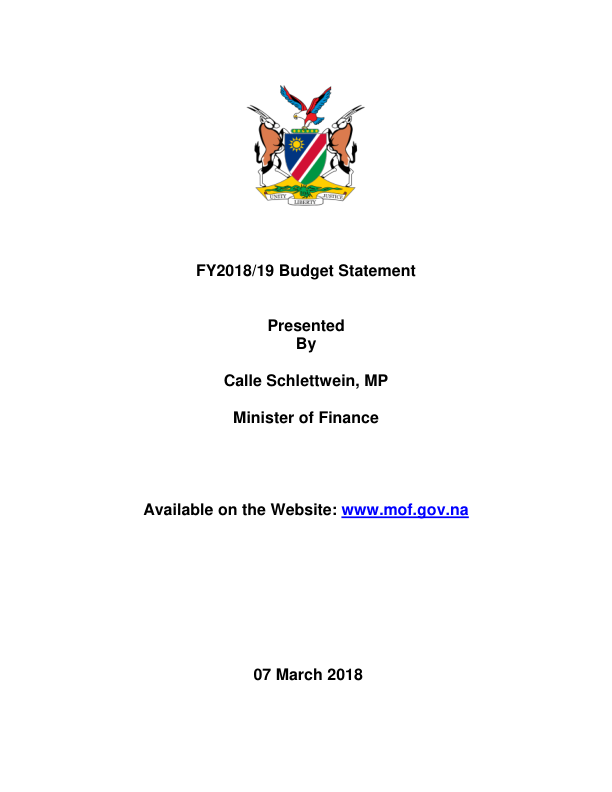 UNITY LIBERTY JUSTICE
FY2018/19 Budget Statement
Presented
By
Calle Schlettwein, MP
Minister of Finance
Available on the Website: www.mof.gov.na
07 March 2018